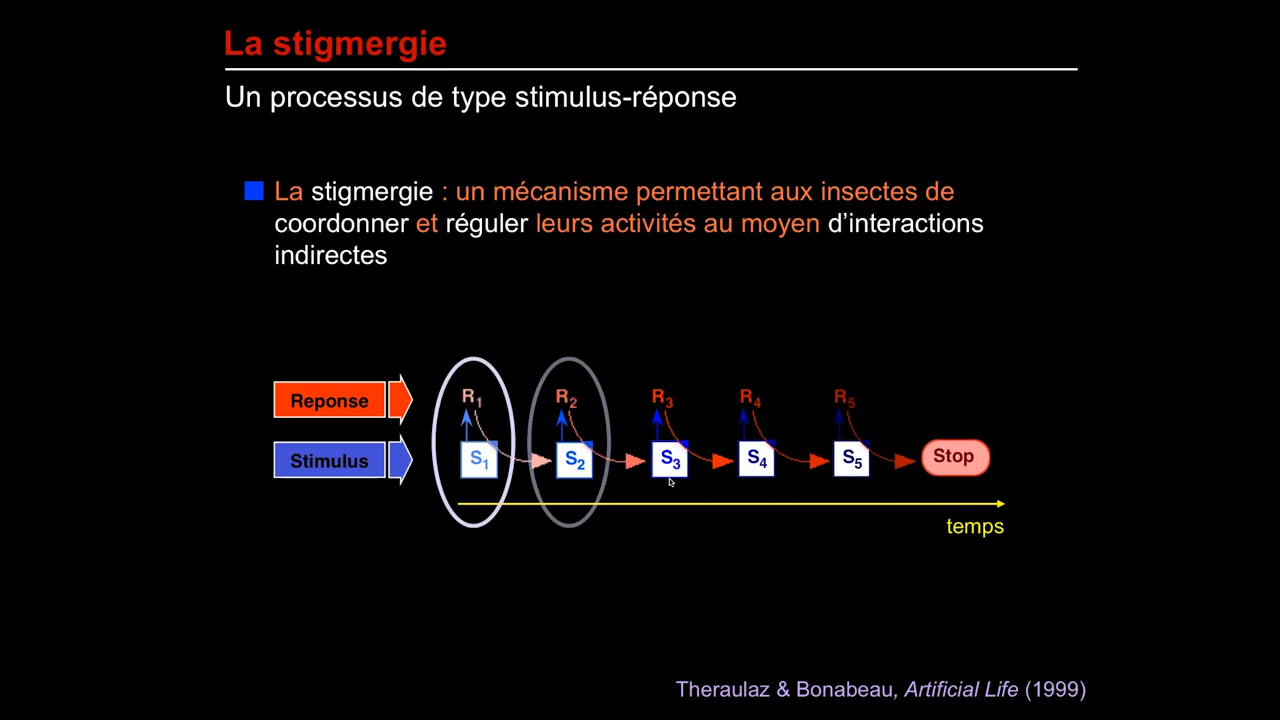 La stigmergie
Un processus de type stimulus-réponse
La stigmergie : un mécanisme permettant aux insectes de
coordonner et réguler leurs activités au moyen d’interactions
indirectes
Reponse R1 R2 R3 R4 R5
Stimulus S1 S2 S3 S4 S5 Stop
temps
Theraulaz & Bonabeau, Artificial Life (1999)